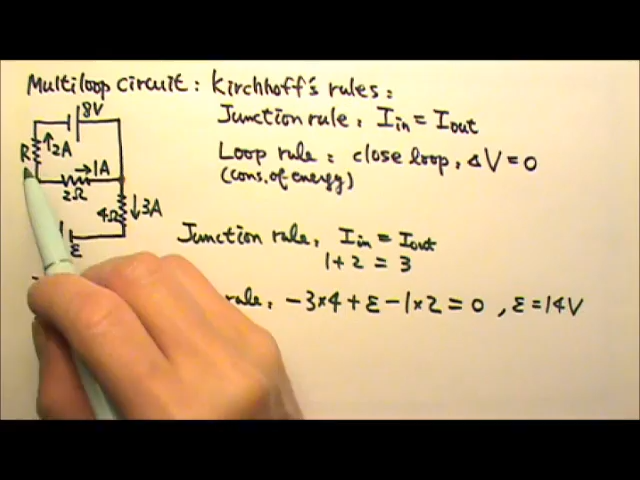 Multiloop circuit: Kirchhoff's rules:
Junction rule: Iin = Iout
Loop rule: close loop, ΔV = 0
(cons. of energy)
8V
R
2A
1A
2Ω
4Ω
3A
ε
Junction rule, Iin = Iout
1 + 2 = 3
rule, -3×4 + ε - 1×2 = 0, ε = 14V